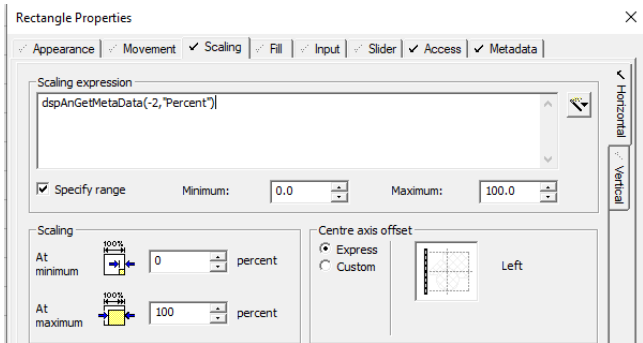 Rectangle Properties
Appearance Movement Scaling Fill Input Slider Access Metadata
Scaling expression
dspAnGetMetaData(-2,"Percent")
Specify range Minimum: 0.0 Maximum: 100.0
Horizontal
Vertical
Scaling
100%
At minimum 0 percent
100%
At maximum 100 percent
Centre axis offset
Express
Custom
Left